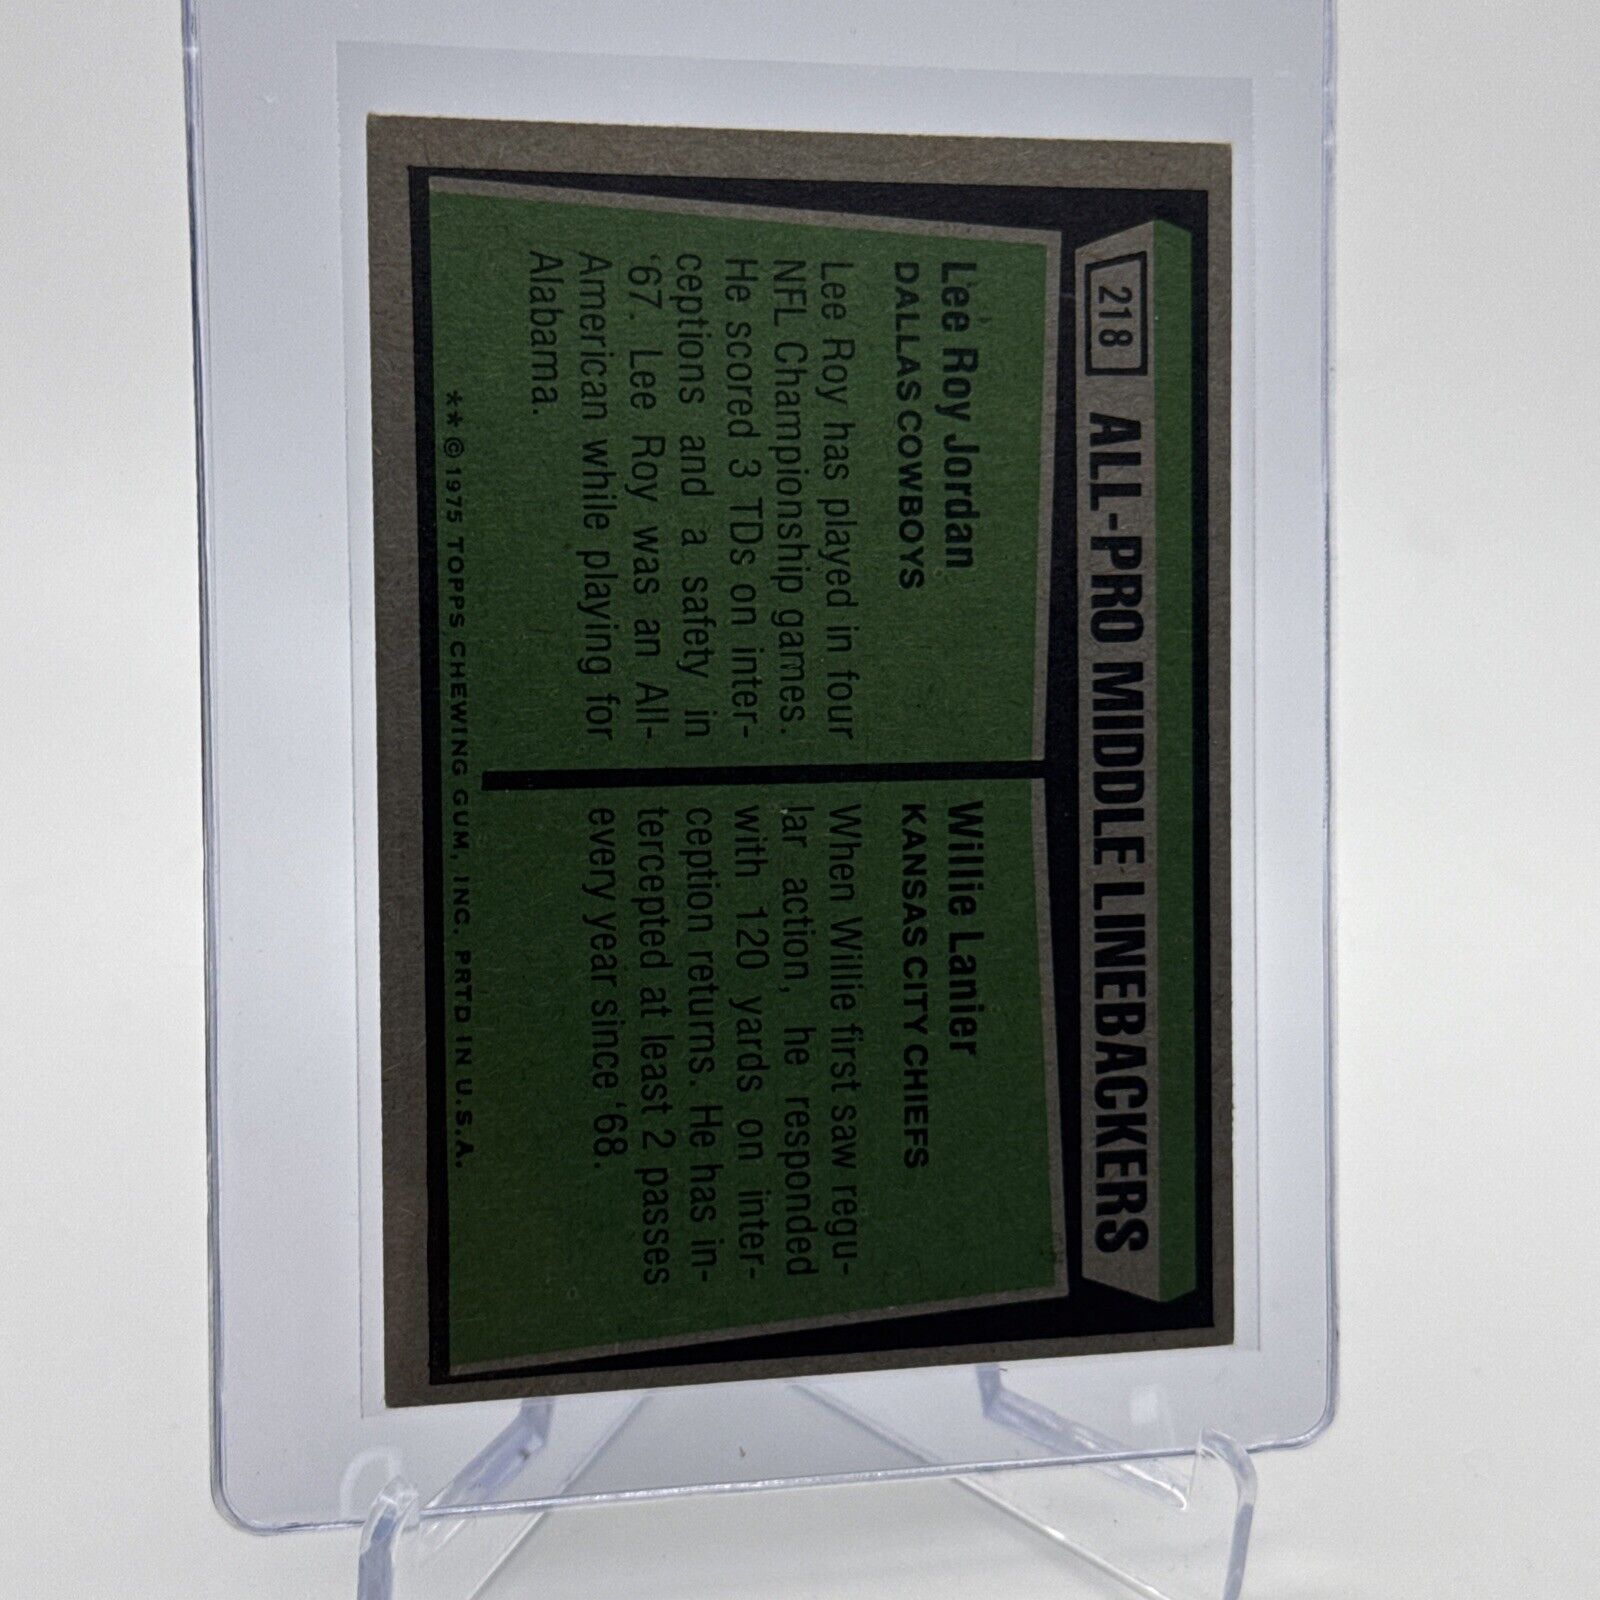 218
ALL-PRO MIDDLE LINEBACKERS
Lee Roy Jordan
DALLAS COWBOYS
Lee Roy has played in four
NFL Championship games.
He scored 3 TDs on inter-
ceptions and a safety in
'67. Lee Roy was an All-
American while playing for
Alabama.
Willie Lanier
KANSAS CITY CHIEFS
When Willie first saw regu-
lar action, he responded
with 120 yards on inter-
ception returns. He has in-
tercepted at least 2 passes
every year since '68.
**©1975 TOPPS CHEWING GUM, INC. PRTD IN U.S.A.